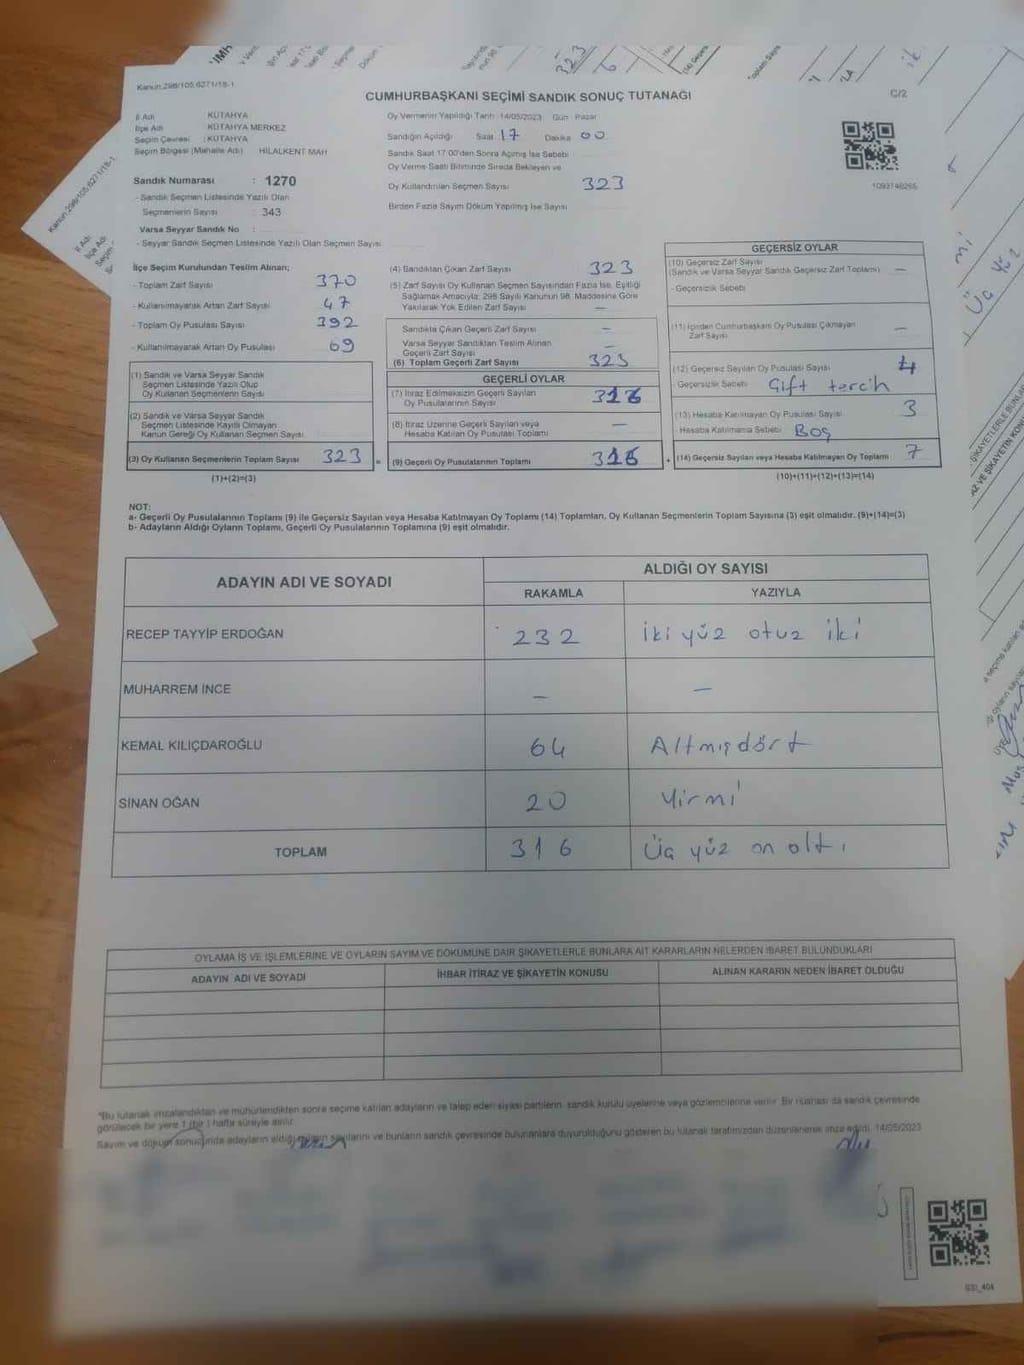 Kanun:298/105,6271/18-1
CUMHURBAŞKANI SEÇİMİ SANDIK SONUÇ TUTANAĞI
C/2
İl Adı : KÜTAHYA
İlçe Adı : KÜTAHYA MERKEZ
Seçim Çevresi : KÜTAHYA
Seçim Bölgesi (Mahalle Adı) : HİLALKENT MAH
Sandık Numarası : 1270
- Sandık Seçmen Listesinde Yazılı Olan
Seçmenlerin Sayısı : 343
Varsa Seyyar Sandık No :
- Seyyar Sandık Seçmen Listesinde Yazılı Olan Seçmen Sayısı
Oy Vermenin Yapıldığı Tarih 14/05/2023 Gün Pazar
Sandığın Açıldığı Saat 17 Dakika 00
Sandık Saat 17:00'den Sonra Açılmış İse Sebebi
Oy Verme Saati Bitiminde Sırada Bekleyen ve
Oy Kullandırılan Seçmen Sayısı 323
Birden Fazla Sayım Döküm Yapılmış İse Sayısı
1093748265
İlçe Seçim Kurulundan Teslim Alınan;
- Toplam Zarf Sayısı 370
- Kullanılmayarak Artan Zarf Sayısı 47
- Toplam Oy Pusulası Sayısı 392
- Kullanılmayarak Artan Oy Pusulası 69
(1) Sandık ve Varsa Seyyar Sandık
Seçmen Listesinde Yazılı Olup
Oy Kullanan Seçmenlerin Sayısı
(2) Sandık ve Varsa Seyyar Sandık
Seçmen Listesinde Kayıtlı Olmayan
Kanun Gereği Oy Kullanan Seçmen Sayısı
(3) Oy Kullanan Seçmenlerin Toplam Sayısı 323 =
(1)+(2)=(3)
(4) Sandıktan Çıkan Zarf Sayısı 323
(5) Zarf Sayısı Oy Kullanan Seçmen Sayısından Fazla İse, Eşitliği
Sağlamak Amacıyla; 298 Sayılı Kanunun 98. Maddesine Göre
Yakılarak Yok Edilen Zarf Sayısı —
Sandıkta Çıkan Geçerli Zarf Sayısı —
Varsa Seyyar Sandıktan Teslim Alınan
Geçerli Zarf Sayısı —
(6) Toplam Geçerli Zarf Sayısı 323
GEÇERLİ OYLAR
(7) İtiraz Edilmeksizin Geçerli Sayılan
Oy Pusulalarının Sayısı 316
(8) İtiraz Üzerine Geçerli Sayılan veya
Hesaba Katılan Oy Pusulası Toplamı —
(9) Geçerli Oy Pusulalarının Toplamı 316 +
GEÇERSİZ OYLAR
(10) Geçersiz Zarf Sayısı
(Sandık ve Varsa Seyyar Sandık Geçersiz Zarf Toplamı) —
- Geçersizlik Sebebi
(11) İçinden Cumhurbaşkanı Oy Pusulası Çıkmayan
Zarf Sayısı —
(12) Geçersiz Sayılan Oy Pusulası Sayısı 4
- Geçersizlik Sebebi Çift tercih
(13) Hesaba Katılmayan Oy Pusulası Sayısı 3
- Hesaba Katılmama Sebebi Boş
(14) Geçersiz Sayılan veya Hesaba Katılmayan Oy Toplamı 7
(10)+(11)+(12)+(13)=(14)
NOT:
a- Geçerli Oy Pusulalarının Toplamı (9) ile Geçersiz Sayılan veya Hesaba Katılmayan Oy Toplamı (14) Toplamları, Oy Kullanan Seçmenlerin Toplam Sayısına (3) eşit olmalıdır. (9)+(14)=(3)
b- Adayların Aldığı Oyların Toplamı, Geçerli Oy Pusulalarının Toplamına (9) eşit olmalıdır.
ADAYIN ADI VE SOYADI ALDIĞI OY SAYISI
RAKAMLA YAZIYLA
RECEP TAYYİP ERDOĞAN 232 İki yüz otuz iki
MUHARREM İNCE — —
KEMAL KILIÇDAROĞLU 64 Altmışdört
SİNAN OĞAN 20 Yirmi
TOPLAM 316 Üç yüz on altı
OYLAMA İŞ VE İŞLEMLERİNE VE OYLARIN SAYIM VE DÖKÜMÜNE DAİR ŞİKAYETLERLE BUNLARA AİT KARARLARIN NELERDEN İBARET BULUNDUKLARI
ADAYIN ADI VE SOYADI İHBAR İTİRAZ VE ŞİKAYETİN KONUSU ALINAN KARARIN NEDEN İBARET OLDUĞU
*Bu tutanak imzalandıktan ve mühürlendikten sonra seçime katılan adayların ve talep eden siyasi partilerin sandık kurulu üyelerine veya gözlemcilerine verilir. Bir nüshası da sandık çevresinde
görülecek bir yere 1 (bir) hafta süreyle asılır.
Sayım ve döküm sonucunda adayların aldığı oyların sayılarını ve bunların sandık çevresinde bulunanlara duyurulduğunu gösteren bu tutanak tarafımızdan düzenlenerek imza edildi. 14/05/2023